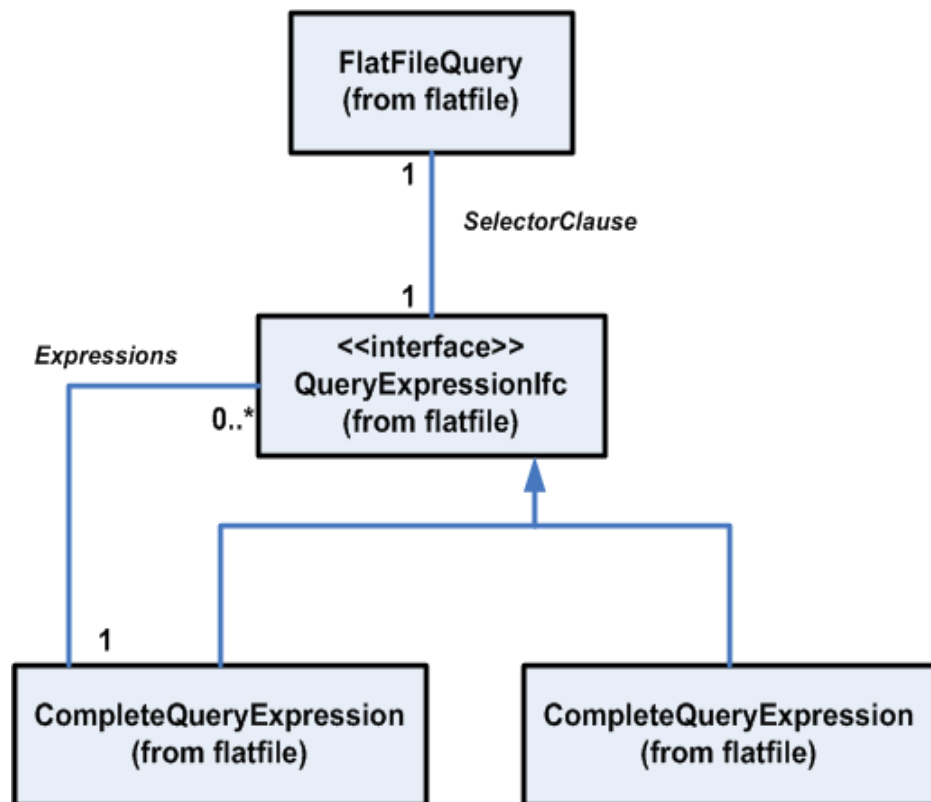 FlatFileQuery
(from flatfile)
1
SelectorClause
1
<<interface>>
QueryExpressionIfc
(from flatfile)
Expressions
0..*
1
CompleteQueryExpression
(from flatfile)
CompleteQueryExpression
(from flatfile)